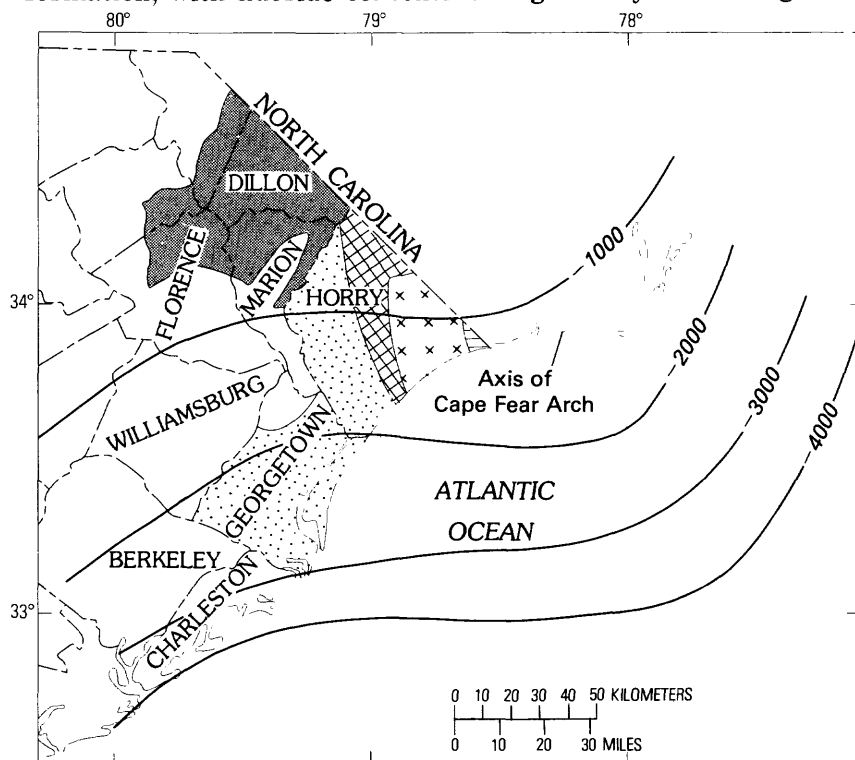 80°
79°
78°
NORTH CAROLINA
DILLON
FLORENCE
MARION
HORRY
1000
34°
Axis of
Cape Fear Arch
2000
3000
4000
WILLIAMSBURG
GEORGETOWN
ATLANTIC
OCEAN
BERKELEY
CHARLESTON
33°
0 10 20 30 40 50 KILOMETERS
0 10 20 30 MILES